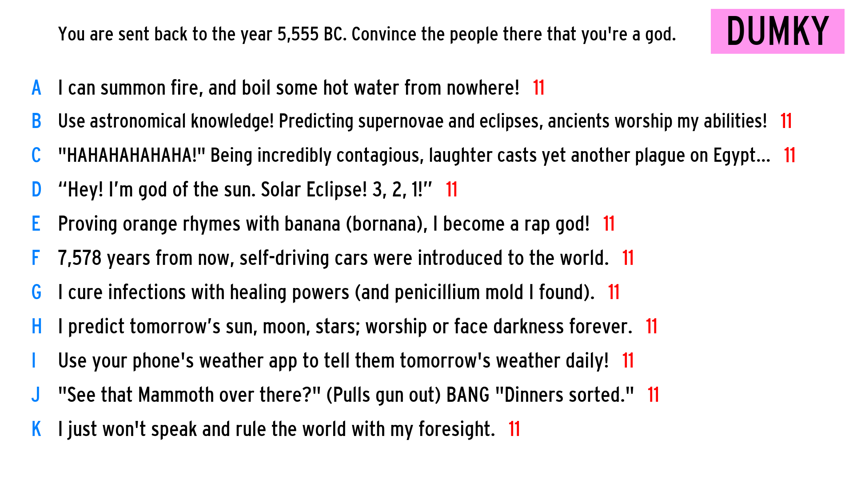 You are sent back to the year 5,555 BC. Convince the people there that you're a god.
DUMKY
A I can summon fire, and boil some hot water from nowhere! 11
B Use astronomical knowledge! Predicting supernovae and eclipses, ancients worship my abilities! 11
C "HAHAHAHAHAHA!" Being incredibly contagious, laughter casts yet another plague on Egypt... 11
D “Hey! I’m god of the sun. Solar Eclipse! 3, 2, 1!” 11
E Proving orange rhymes with banana (bornana), I become a rap god! 11
F 7,578 years from now, self-driving cars were introduced to the world. 11
G I cure infections with healing powers (and penicillium mold I found). 11
H I predict tomorrow’s sun, moon, stars; worship or face darkness forever. 11
I Use your phone's weather app to tell them tomorrow's weather daily! 11
J "See that Mammoth over there?" (Pulls gun out) BANG "Dinners sorted." 11
K I just won't speak and rule the world with my foresight. 11